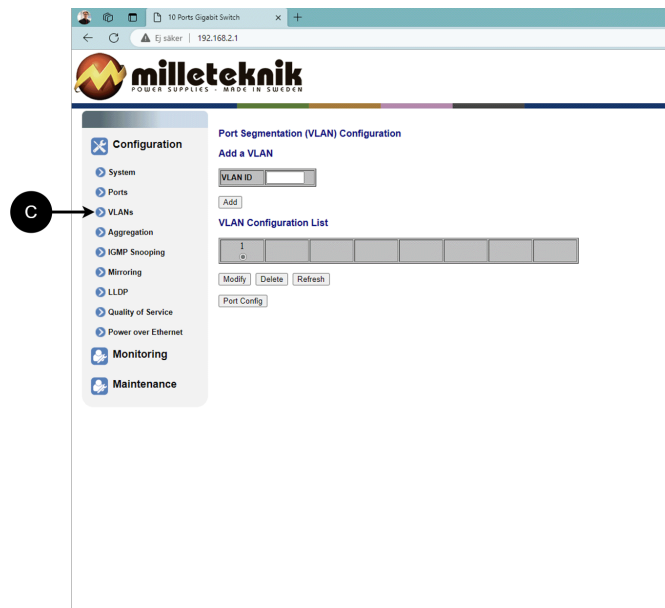 10 Ports Gigabit Switch
Ej säker | 192.168.2.1
milleteknik
POWER SUPPLIES - MADE IN SWEDEN
Configuration
System
Ports
C
VLANs
Aggregation
IGMP Snooping
Mirroring
LLDP
Quality of Service
Power over Ethernet
Monitoring
Maintenance
Port Segmentation (VLAN) Configuration
Add a VLAN
VLAN ID
Add
VLAN Configuration List
1
Modify Delete Refresh
Port Config